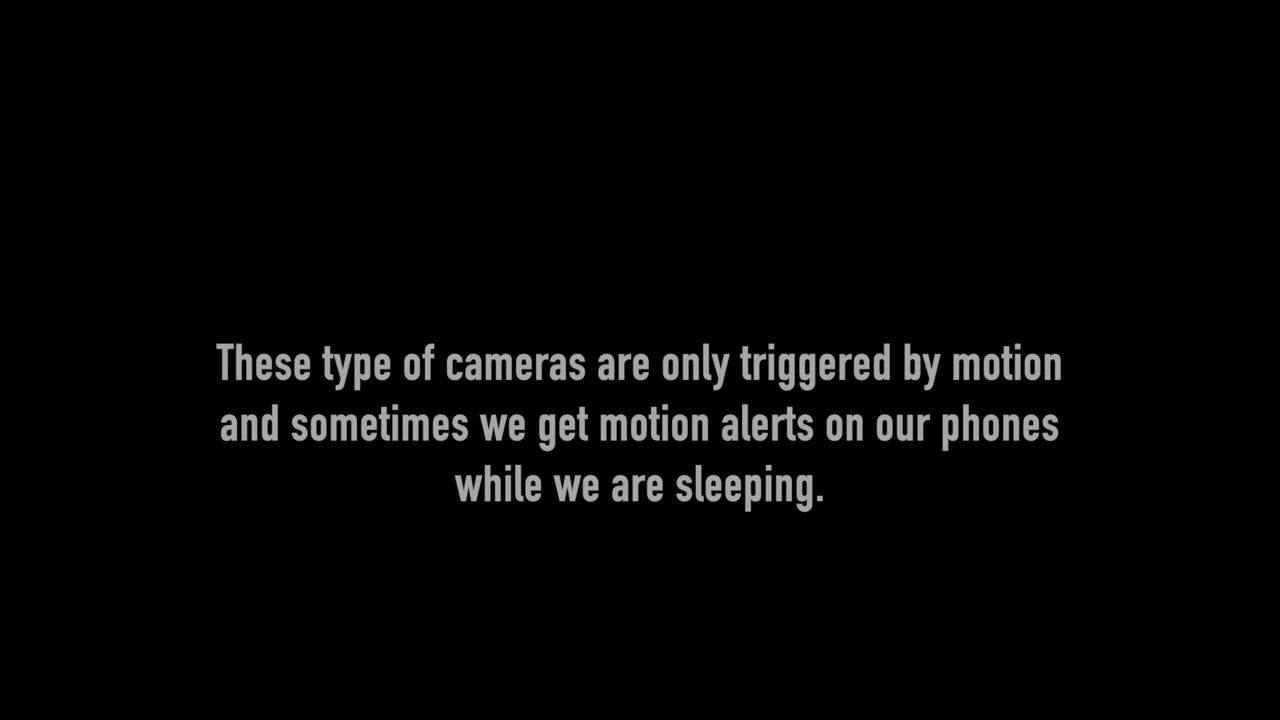 These type of cameras are only triggered by motion
and sometimes we get motion alerts on our phones
while we are sleeping.